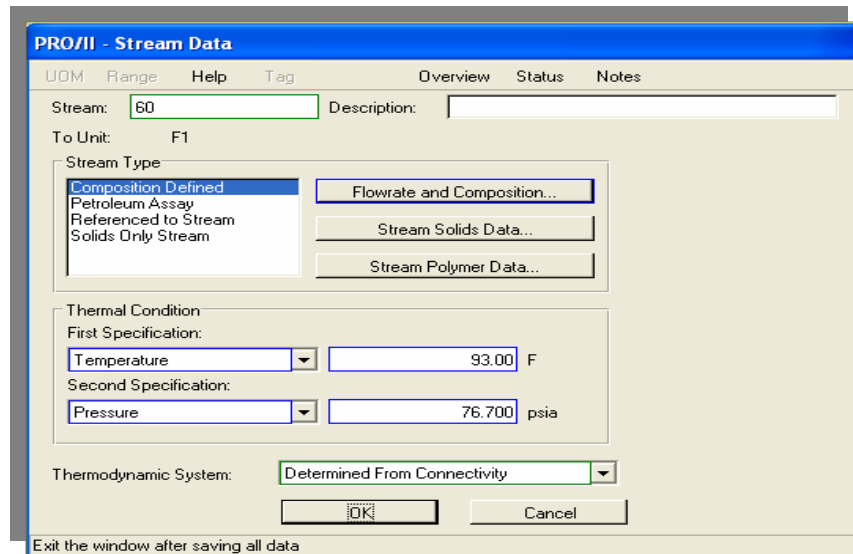 PRO/II - Stream Data
UOM Range Help Tag Overview Status Notes
Stream: 60 Description:
To Unit: F1
Stream Type
Composition Defined
Petroleum Assay
Referenced to Stream
Solids Only Stream
Flowrate and Composition...
Stream Solids Data...
Stream Polymer Data...
Thermal Condition
First Specification:
Temperature 93.00 F
Second Specification:
Pressure 76.700 psia
Thermodynamic System: Determined From Connectivity
OK Cancel
Exit the window after saving all data